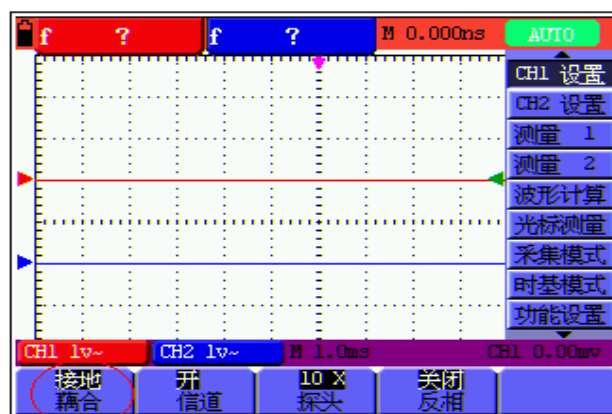 f ? f ? M 0.000ns AUTO
CH1 设置
CH2 设置
测量 1
测量 2
波形计算
光标测量
采集模式
时基模式
功能设置
CH1 1v~ CH2 1v~ M 1.0ms CH1 0.00mv
接地 开 10 X 关闭
藕合 信道 探头 反相